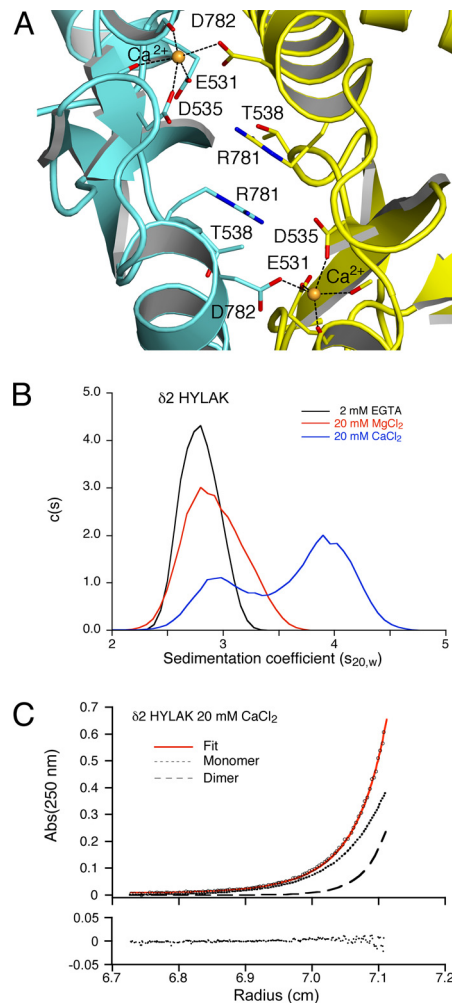 A
D782
Ca2+
E531
D535
T538
R781
R781
T538
D535
E531
Ca2+
D782
B
δ2 HYLAK
2 mM EGTA
20 mM MgCl2
20 mM CaCl2
5.0
4.0
3.0
2.0
1.0
0.0
c(s)
2 3 4 5
Sedimentation coefficient (s20,w)
C
δ2 HYLAK 20 mM CaCl2
Fit
Monomer
Dimer
0.7
0.6
0.5
0.4
0.3
0.2
0.1
0
Abs(250 nm)
0.05
0
-0.05
6.7 6.8 6.9 7.0 7.1 7.2
Radius (cm)